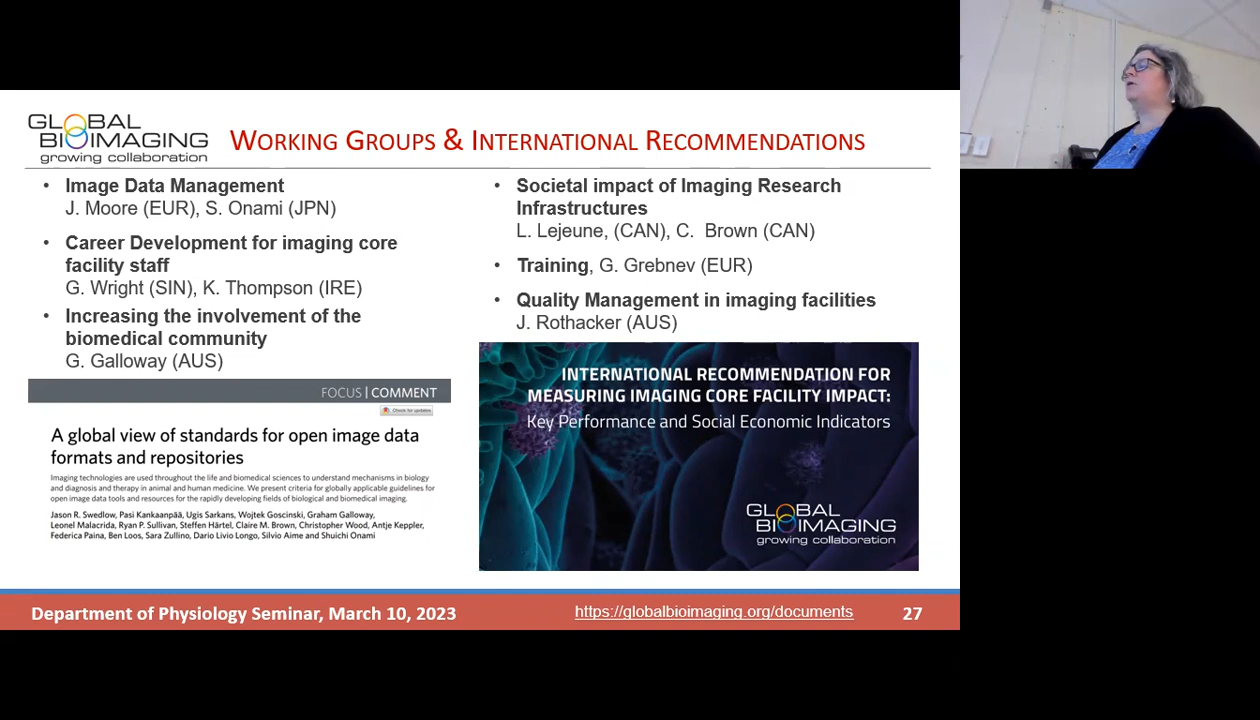 GLOBAL
BIOIMAGING
growing collaboration
WORKING GROUPS & INTERNATIONAL RECOMMENDATIONS
• Image Data Management
J. Moore (EUR), S. Onami (JPN)
• Career Development for imaging core
facility staff
G. Wright (SIN), K. Thompson (IRE)
• Increasing the involvement of the
biomedical community
G. Galloway (AUS)
FOCUS | COMMENT
Check for updates
A global view of standards for open image data
formats and repositories
Imaging technologies are used throughout the life and biomedical sciences to understand mechanisms in biology
and diagnosis and therapy in animal and human medicine. We present criteria for globally applicable guidelines for
open image data tools and resources for the rapidly developing fields of biological and biomedical imaging.
Jason R. Swedlow, Pasi Kankaanpää, Ugis Sarkans, Wojtek Goscinski, Graham Galloway,
Leonel Malacrida, Ryan P. Sullivan, Steffen Härtel, Claire M. Brown, Christopher Wood, Antje Keppler,
Federica Paina, Ben Loos, Sara Zullino, Dario Livio Longo, Silvio Aime and Shuichi Onami
• Societal impact of Imaging Research
Infrastructures
L. Lejeune, (CAN), C. Brown (CAN)
• Training, G. Grebnev (EUR)
• Quality Management in imaging facilities
J. Rothacker (AUS)
INTERNATIONAL RECOMMENDATION FOR
MEASURING IMAGING CORE FACILITY IMPACT:
Key Performance and Social Economic Indicators
GLOBAL
BIOIMAGING
growing collaboration
Department of Physiology Seminar, March 10, 2023
https://globalbioimaging.org/documents
27